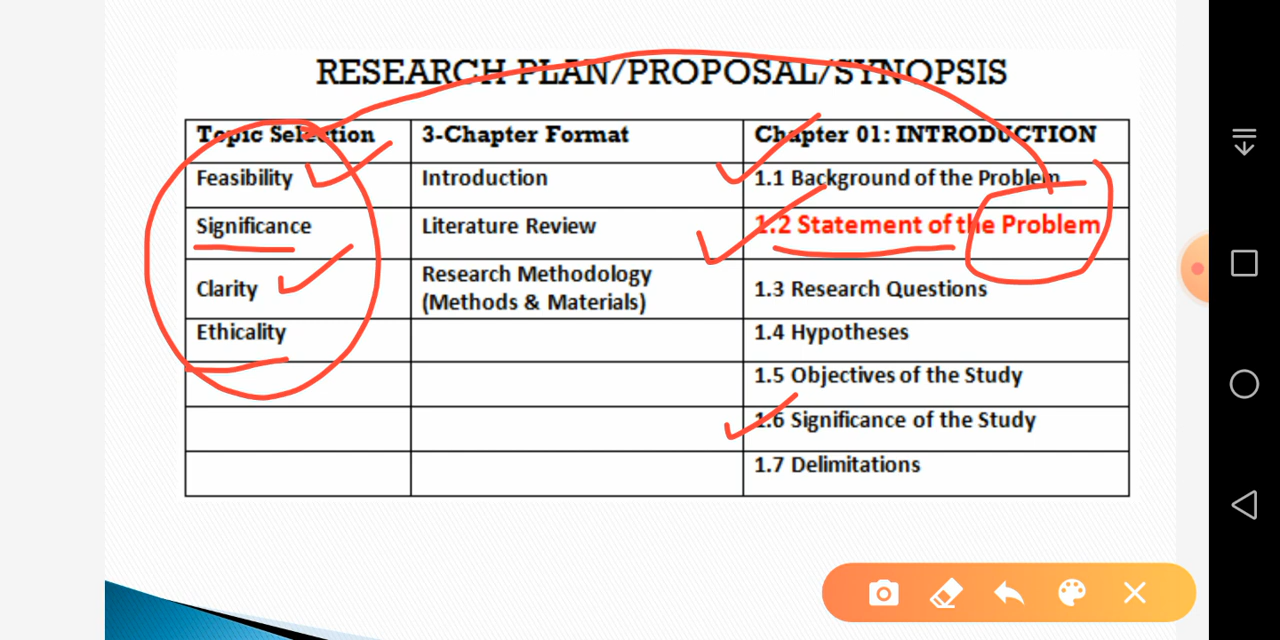 RESEARCH PLAN/PROPOSAL/SYNOPSIS
Topic Selection 3-Chapter Format Chapter 01: INTRODUCTION
Feasibility Introduction 1.1 Background of the Problem
Significance Literature Review 1.2 Statement of the Problem
Clarity Research Methodology 1.3 Research Questions
(Methods & Materials)
Ethicality 1.4 Hypotheses
1.5 Objectives of the Study
1.6 Significance of the Study
1.7 Delimitations